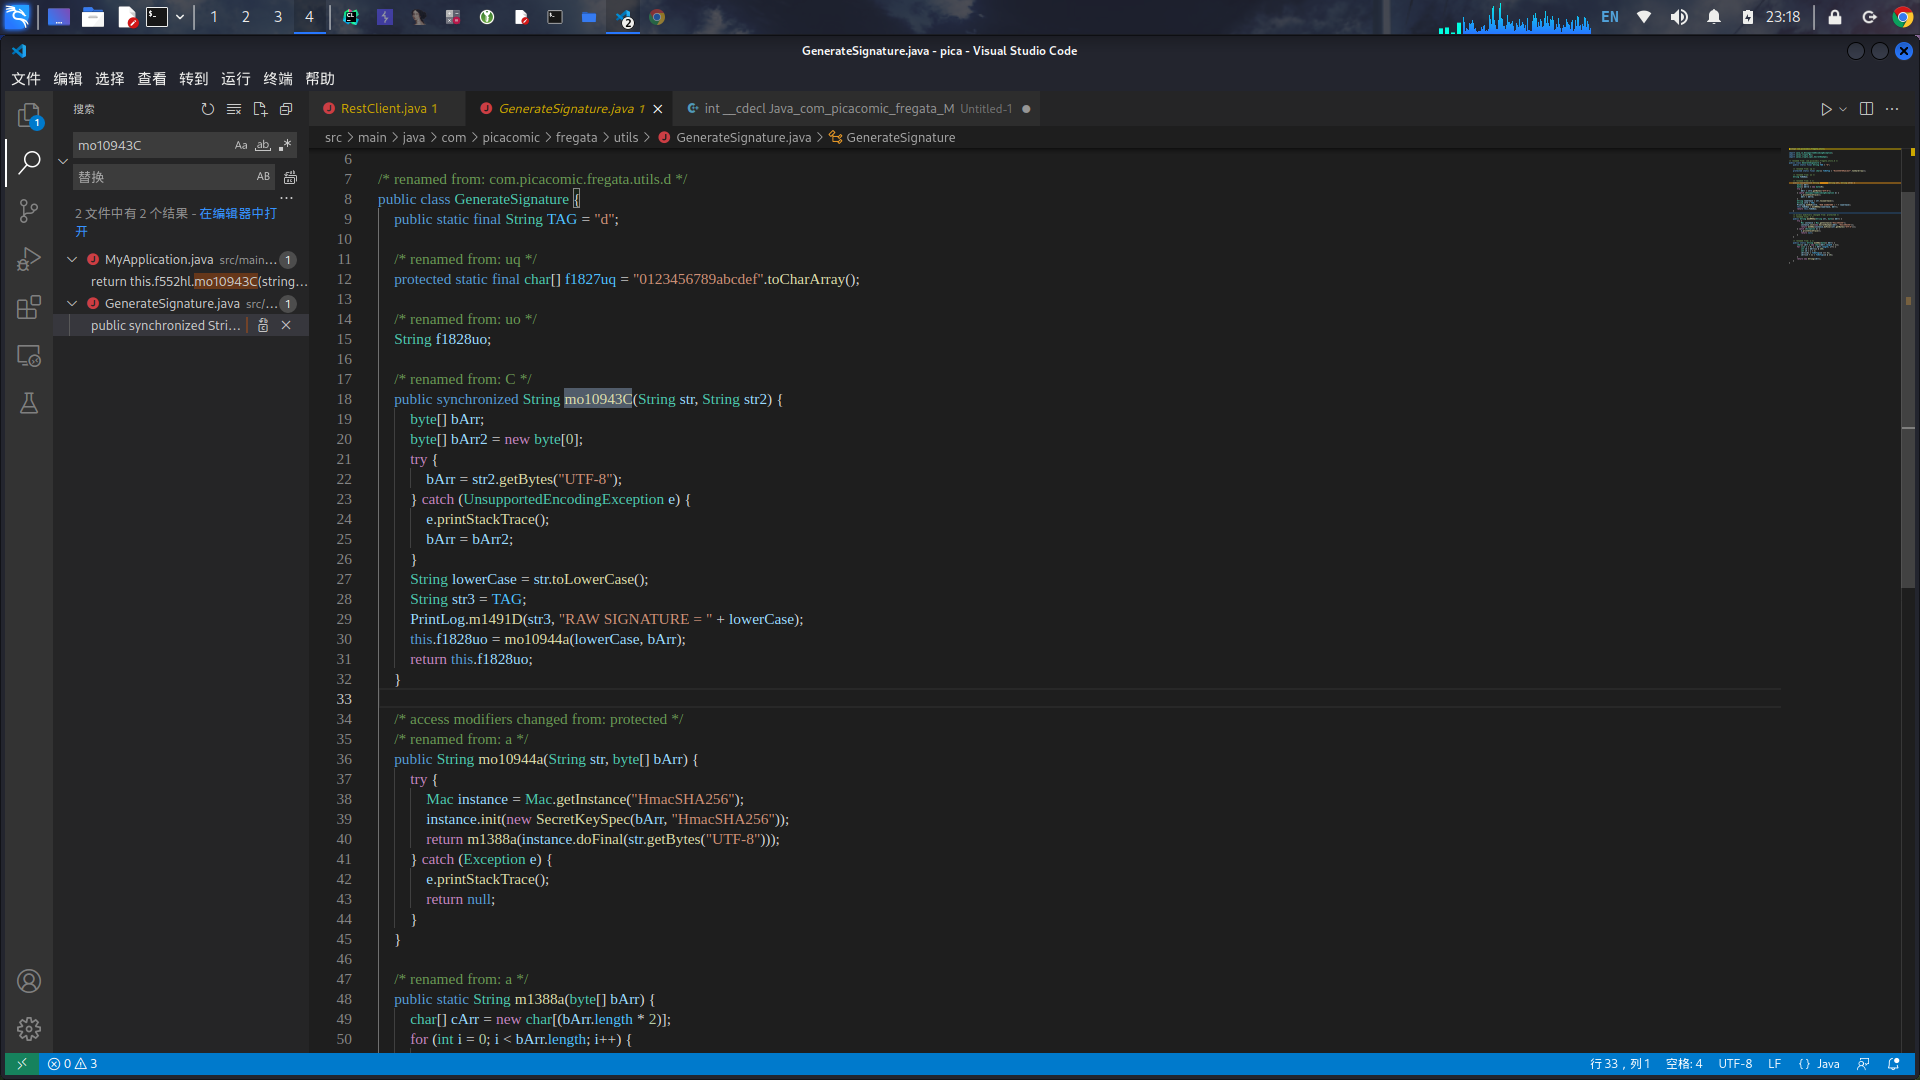 1 2 3 4 2 EN 23:18
GenerateSignature.java - pica - Visual Studio Code
文件 编辑 选择 查看 转到 运行 终端 帮助
搜索
RestClient.java 1 GenerateSignature.java 1 int __cdecl Java_com_picacomic_fregata_M Untitled-1
src > main > java > com > picacomic > fregata > utils > GenerateSignature.java > GenerateSignature
1
mo10943C Aa ab
替换 AB
2 文件中有 2 个结果 - 在编辑器中打
开
MyApplication.java src/main... 1
return this.f552hl.mo10943C(string...
GenerateSignature.java src/... 1
public synchronized Stri...
6
7 /* renamed from: com.picacomic.fregata.utils.d */
8 public class GenerateSignature {
9 public static final String TAG = "d";
10
11 /* renamed from: uq */
12 protected static final char[] f1827uq = "0123456789abcdef".toCharArray();
13
14 /* renamed from: uo */
15 String f1828uo;
16
17 /* renamed from: C */
18 public synchronized String mo10943C(String str, String str2) {
19 byte[] bArr;
20 byte[] bArr2 = new byte[0];
21 try {
22 bArr = str2.getBytes("UTF-8");
23 } catch (UnsupportedEncodingException e) {
24 e.printStackTrace();
25 bArr = bArr2;
26 }
27 String lowerCase = str.toLowerCase();
28 String str3 = TAG;
29 PrintLog.m1491D(str3, "RAW SIGNATURE = " + lowerCase);
30 this.f1828uo = mo10944a(lowerCase, bArr);
31 return this.f1828uo;
32 }
33
34 /* access modifiers changed from: protected */
35 /* renamed from: a */
36 public String mo10944a(String str, byte[] bArr) {
37 try {
38 Mac instance = Mac.getInstance("HmacSHA256");
39 instance.init(new SecretKeySpec(bArr, "HmacSHA256"));
40 return m1388a(instance.doFinal(str.getBytes("UTF-8")));
41 } catch (Exception e) {
42 e.printStackTrace();
43 return null;
44 }
45 }
46
47 /* renamed from: a */
48 public static String m1388a(byte[] bArr) {
49 char[] cArr = new char[(bArr.length * 2)];
50 for (int i = 0; i < bArr.length; i++) {
0 3 行 33，列 1 空格: 4 UTF-8 LF {} Java